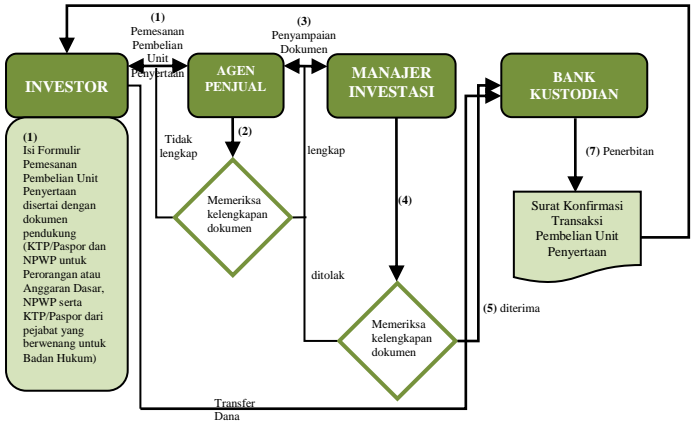 (1)
Pemesanan
Pembelian
Unit
Penyertaan
(3)
Penyampaian
Dokumen
INVESTOR
AGEN
PENJUAL
MANAJER
INVESTASI
BANK
KUSTODIAN
(1)
Isi Formulir
Pemesanan
Pembelian Unit
Penyertaan
disertai dengan
dokumen
pendukung
(KTP/Paspor dan
NPWP untuk
Perorangan atau
Anggaran Dasar,
NPWP serta
KTP/Paspor dari
pejabat yang
berwenang untuk
Badan Hukum)
Tidak
lengkap
(2)
lengkap
Memeriksa
kelengkapan
dokumen
(4)
ditolak
Memeriksa
kelengkapan
dokumen
(5) diterima
(7) Penerbitan
Surat Konfirmasi
Transaksi
Pembelian Unit
Penyertaan
Transfer
Dana